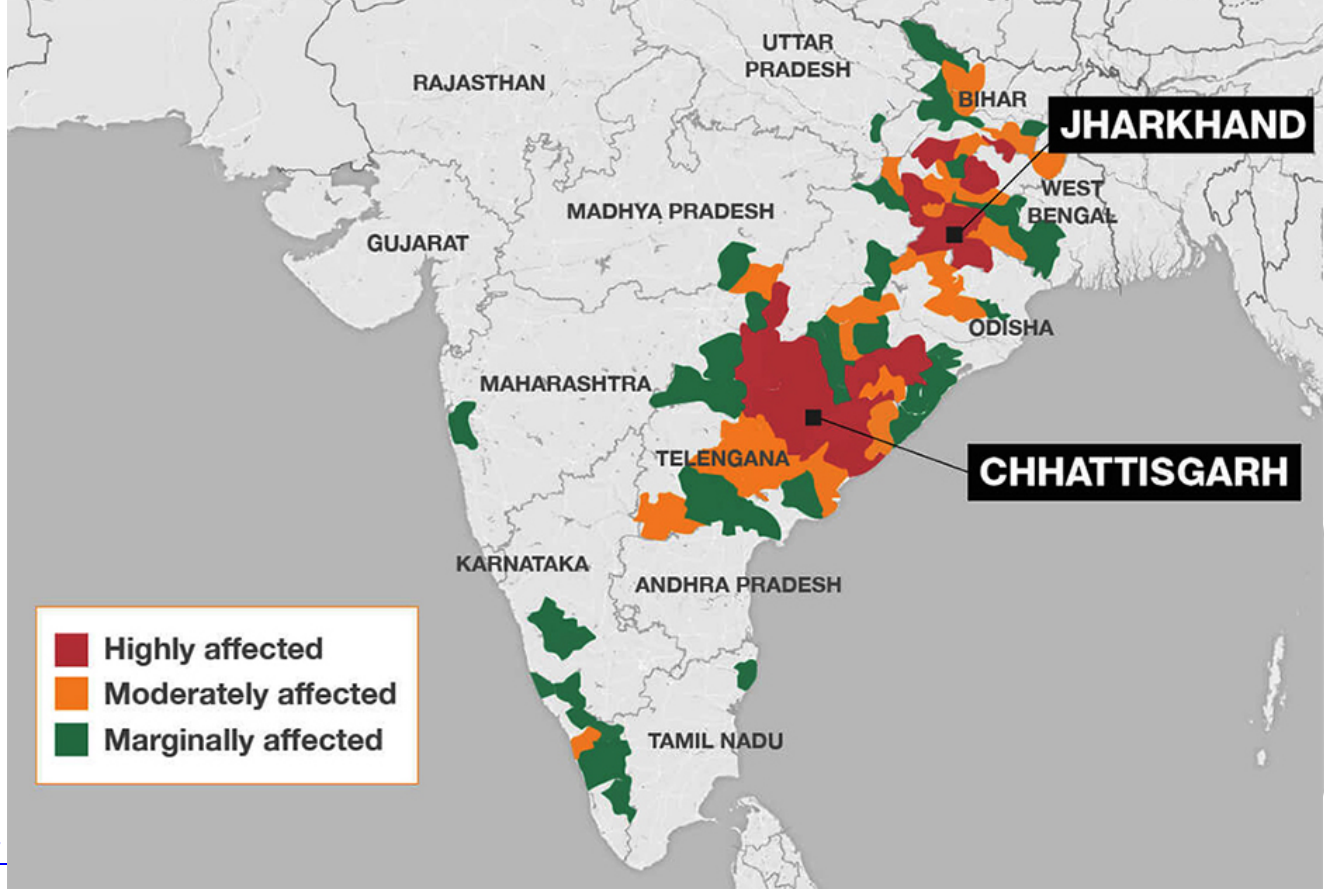 UTTAR
PRADESH
RAJASTHAN
BIHAR
JHARKHAND
WEST
BENGAL
MADHYA PRADESH
GUJARAT
ODISHA
MAHARASHTRA
TELENGANA
CHHATTISGARH
KARNATAKA
ANDHRA PRADESH
Highly affected
Moderately affected
Marginally affected
TAMIL NADU